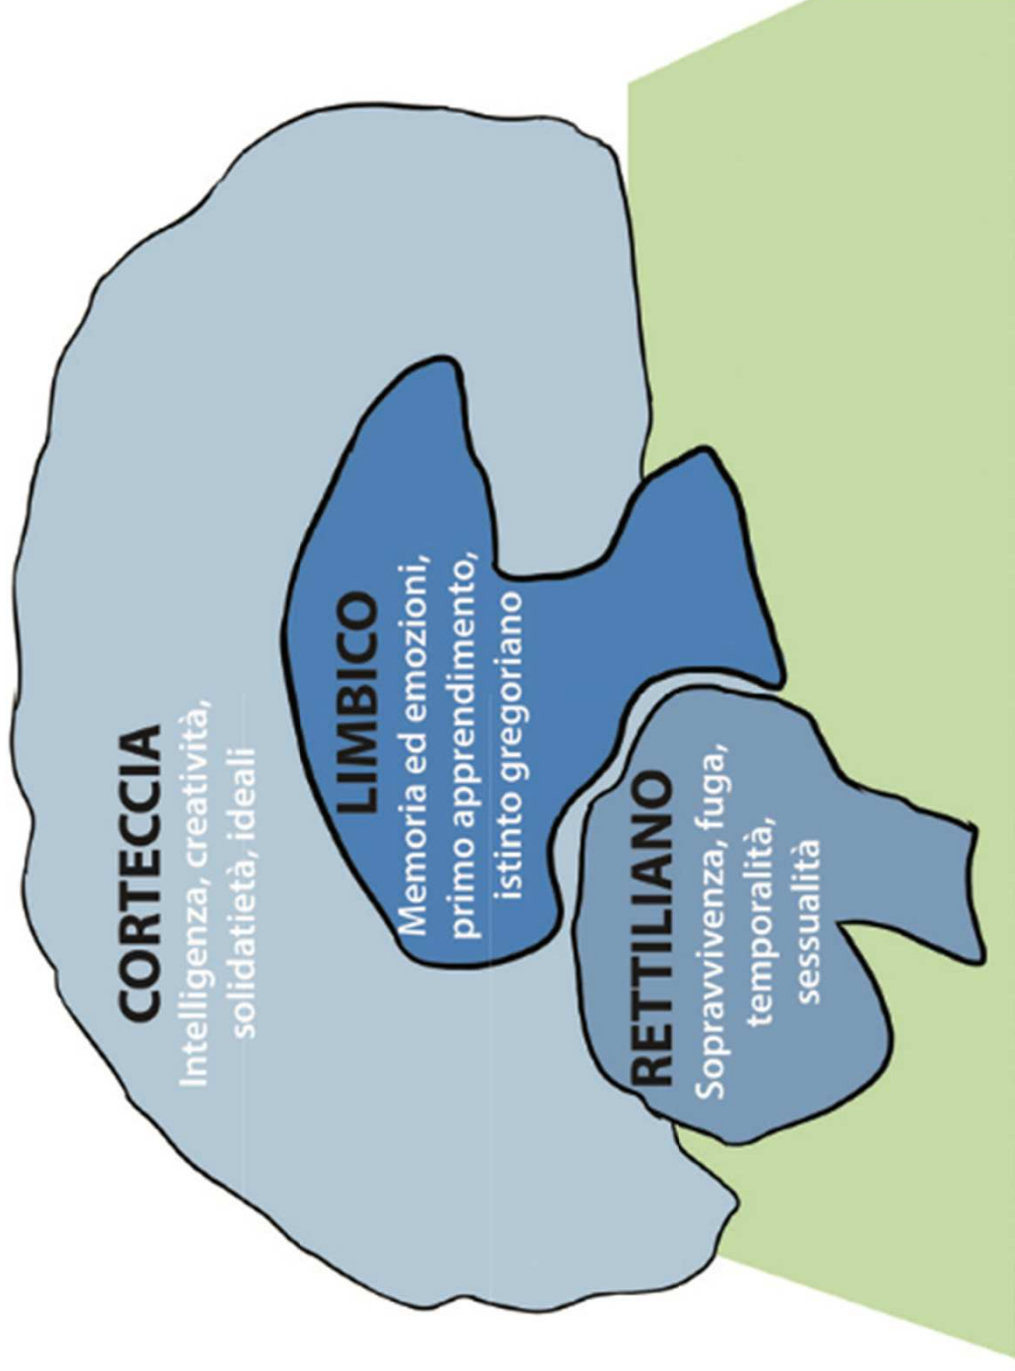 CORTECCIA
Intelligenza, creatività,
solidatietà, ideali
LIMBICO
Memoria ed emozioni,
primo apprendimento,
istinto gregoriano
RETTILIANO
Sopravvivenza, fuga,
temporalità,
sessualità